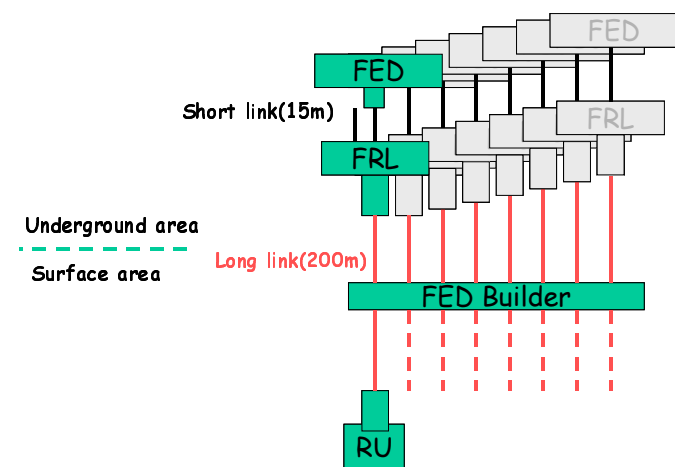 FED
FED
Short link(15m)
FRL
FRL
Underground area
Long link(200m)
Surface area
FED Builder
RU